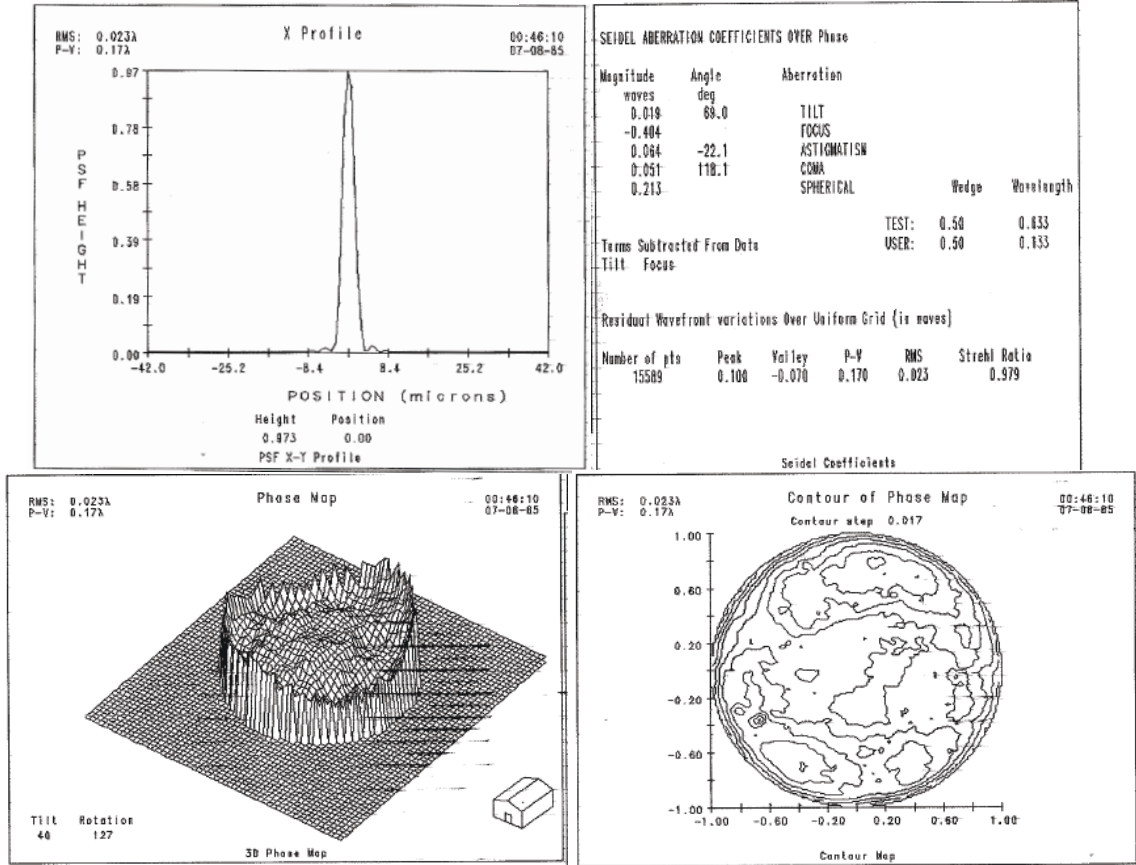 RMS: 0.023λ X Profile 00:46:10
P-V: 0.17λ 07-08-85
0.97
0.78
0.58
0.39
0.19
0.00
PSF HEIGHT
-42.0 -25.2 -8.4 8.4 25.2 42.0
POSITION (microns)
Height Position
0.973 0.00
PSF X-Y Profile
SEIDEL ABERRATION COEFFICIENTS OVER Phase
Magnitude Angle Aberration
waves deg
0.019 69.0 TILT
-0.404 FOCUS
0.064 -22.1 ASTIGMATISM
0.051 118.1 COMA
0.213 SPHERICAL
Wedge Wavelength
TEST: 0.50 0.633
Terms Subtracted From Data USER: 0.50
Tilt Focus
Residual Wavefront variations Over Uniform Grid (in waves)
Number of pts Peak Valley P-V RMS Strehl Ratio
15589 0.100 -0.070 0.170 0.023 0.979
Seidel Coefficients
RMS: 0.023λ Phase Map 00:46:10
P-V: 0.17λ 07-08-85
Tilt Rotation
40 127
3D Phase Map
RMS: 0.023λ Contour of Phase Map 00:46:10
P-V: 0.17λ 07-08-85
Contour step 0.017
1.00
0.60
0.20
-0.20
-0.60
-1.00
-1.00 -0.60 -0.20 0.20 0.60 1.00
Contour Map